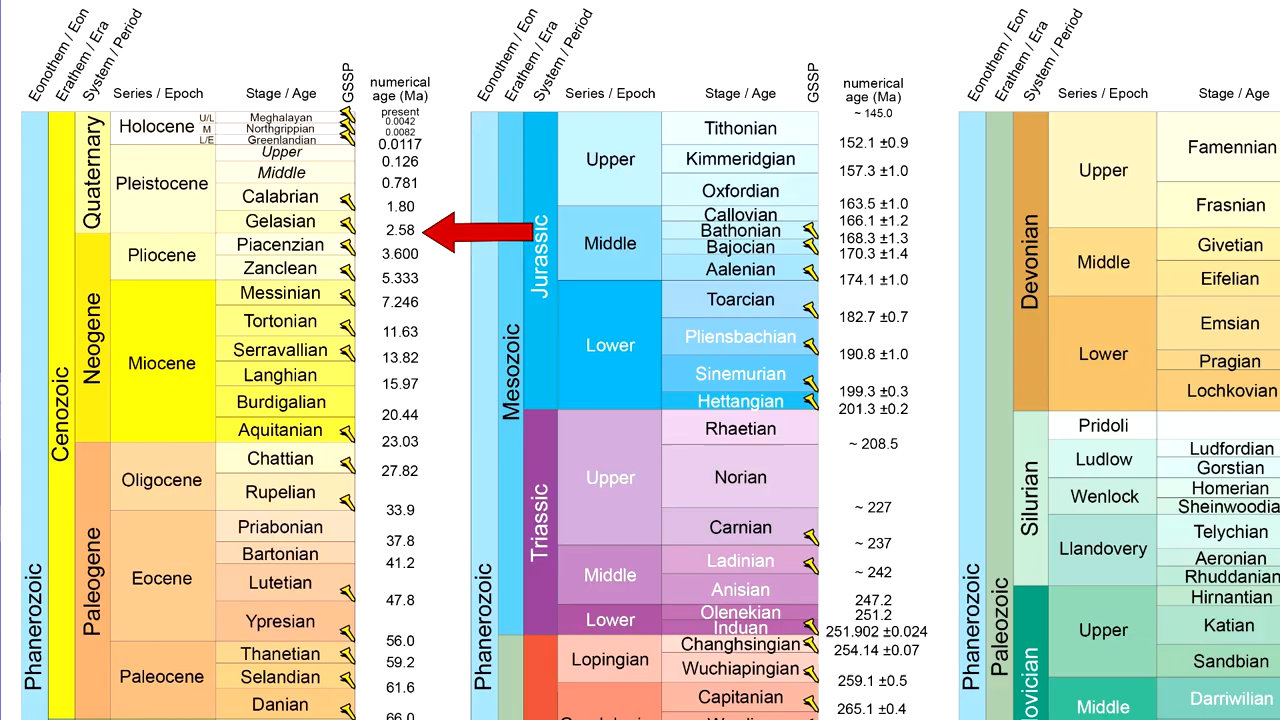 Eonothem / Eon
Erathem / Era
System / Period
Series / Epoch
Stage / Age
GSSP
numerical
age (Ma)
Phanerozoic
Cenozoic
Quaternary
Holocene
U/L
M
L/E
Meghalayan
Northgrippian
Greenlandian
Pleistocene
Upper
Middle
Calabrian
Gelasian
Neogene
Pliocene
Piacenzian
Zanclean
Miocene
Messinian
Tortonian
Serravallian
Langhian
Burdigalian
Aquitanian
Paleogene
Oligocene
Chattian
Rupelian
Eocene
Priabonian
Bartonian
Lutetian
Ypresian
Paleocene
Thanetian
Selandian
Danian
present
0.0042
0.0082
0.0117
0.126
0.781
1.80
2.58
3.600
5.333
7.246
11.63
13.82
15.97
20.44
23.03
27.82
33.9
37.8
41.2
47.8
56.0
59.2
61.6
66.0
Eonothem / Eon
Erathem / Era
System / Period
Series / Epoch
Stage / Age
GSSP
numerical
age (Ma)
Phanerozoic
Mesozoic
Jurassic
Upper
Tithonian
Kimmeridgian
Oxfordian
Middle
Callovian
Bathonian
Bajocian
Aalenian
Lower
Toarcian
Pliensbachian
Sinemurian
Hettangian
Triassic
Upper
Rhaetian
Norian
Carnian
Middle
Ladinian
Anisian
Lower
Olenekian
Induan
Lopingian
Changhsingian
Wuchiapingian
Capitanian
~ 145.0
152.1 ±0.9
157.3 ±1.0
163.5 ±1.0
166.1 ±1.2
168.3 ±1.3
170.3 ±1.4
174.1 ±1.0
182.7 ±0.7
190.8 ±1.0
199.3 ±0.3
201.3 ±0.2
~ 208.5
~ 227
~ 237
~ 242
247.2
251.2
251.902 ±0.024
254.14 ±0.07
259.1 ±0.5
265.1 ±0.4
Eonothem / Eon
Erathem / Era
System / Period
Series / Epoch
Stage / Age
Phanerozoic
Paleozoic
Devonian
Upper
Famennian
Frasnian
Middle
Givetian
Eifelian
Lower
Emsian
Pragian
Lochkovian
Silurian
Pridoli
Ludlow
Ludfordian
Gorstian
Wenlock
Homerian
Sheinwoodia
Llandovery
Telychian
Aeronian
Rhuddanian
ovician
Upper
Hirnantian
Katian
Sandbian
Middle
Darriwilian